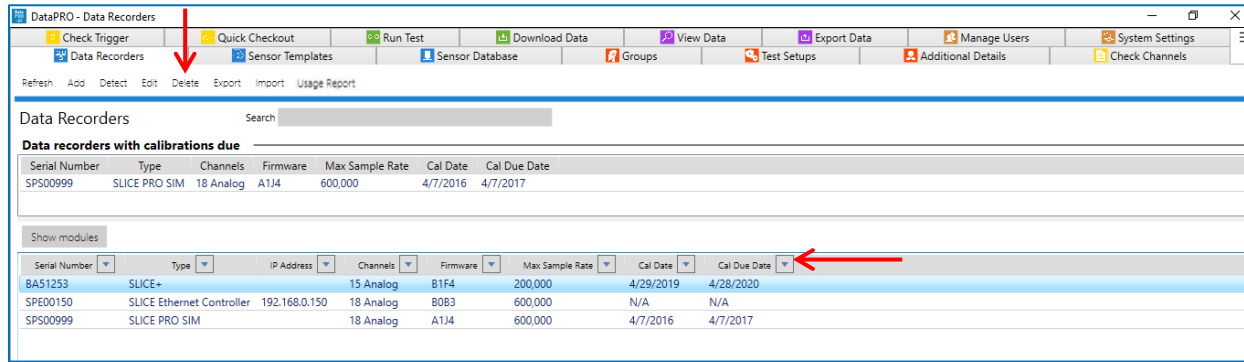 DataPRO - Data Recorders
Check Trigger Quick Checkout Run Test Download Data View Data Export Data Manage Users System Settings
Data Recorders Sensor Templates Sensor Database Groups Test Setups Additional Details Check Channels
Refresh Add Detect Edit Delete Export Import Usage Report
Data Recorders Search
Data recorders with calibrations due
Serial Number Type Channels Firmware Max Sample Rate Cal Date Cal Due Date
SPS00999 SLICE PRO SIM 18 Analog A1J4 600,000 4/7/2016 4/7/2017
Show modules
Serial Number Type IP Address Channels Firmware Max Sample Rate Cal Date Cal Due Date
BA51253 SLICE+ 15 Analog B1F4 200,000 4/29/2019 4/28/2020
SPE00150 SLICE Ethernet Controller 192.168.0.150 18 Analog B0B3 600,000 N/A N/A
SPS00999 SLICE PRO SIM 18 Analog A1J4 600,000 4/7/2016 4/7/2017